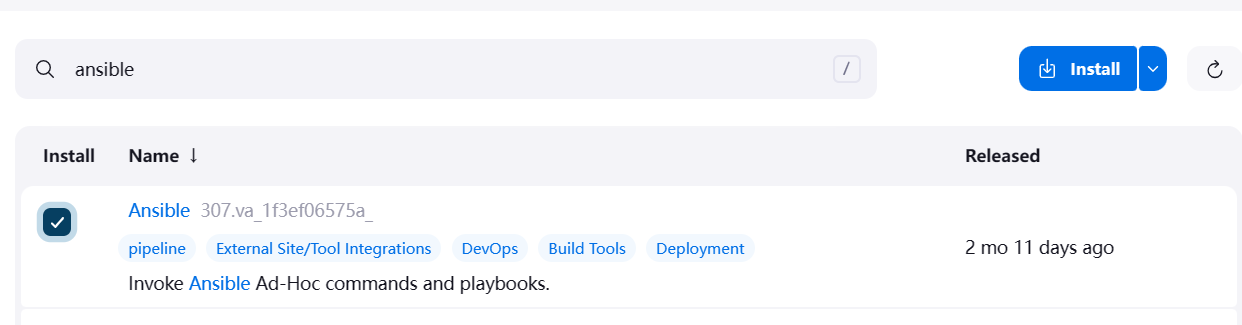 ansible /
Install
Install Name ↓ Released
Ansible 307.va_1f3ef06575a_
pipeline External Site/Tool Integrations DevOps Build Tools Deployment
2 mo 11 days ago
Invoke Ansible Ad-Hoc commands and playbooks.